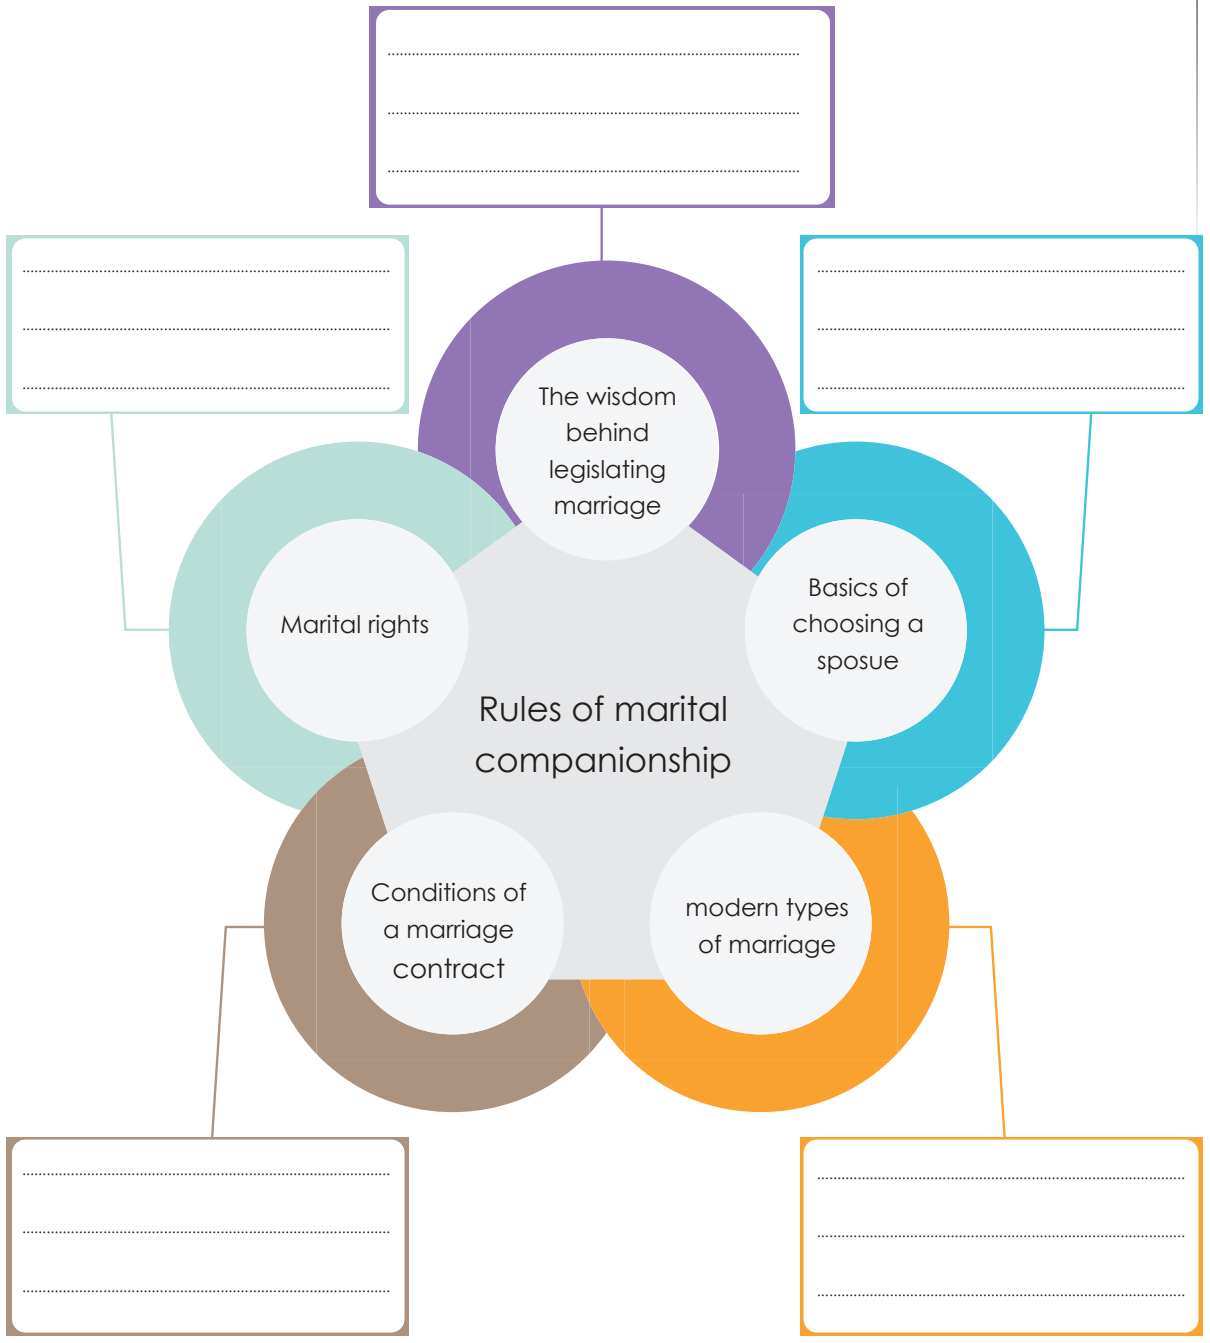 The wisdom
behind
legislating
marriage
Marital rights
Basics of
choosing a
sposue
Rules of marital
companionship
Conditions of
a marriage
contract
modern types
of marriage